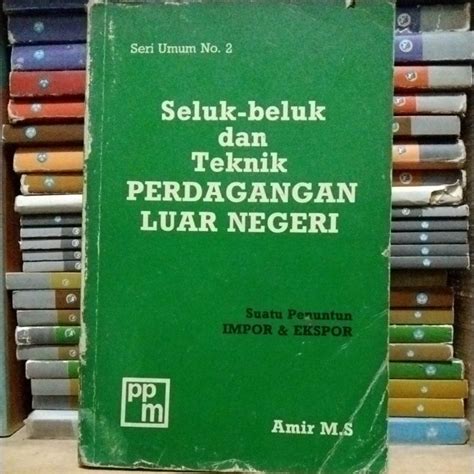 Seri Umum No. 2
Seluk-beluk
dan
Teknik
PERDAGANGAN
LUAR NEGERI
Suatu Penuntun
IMPOR & EKSPOR
ppm
Amir M.S